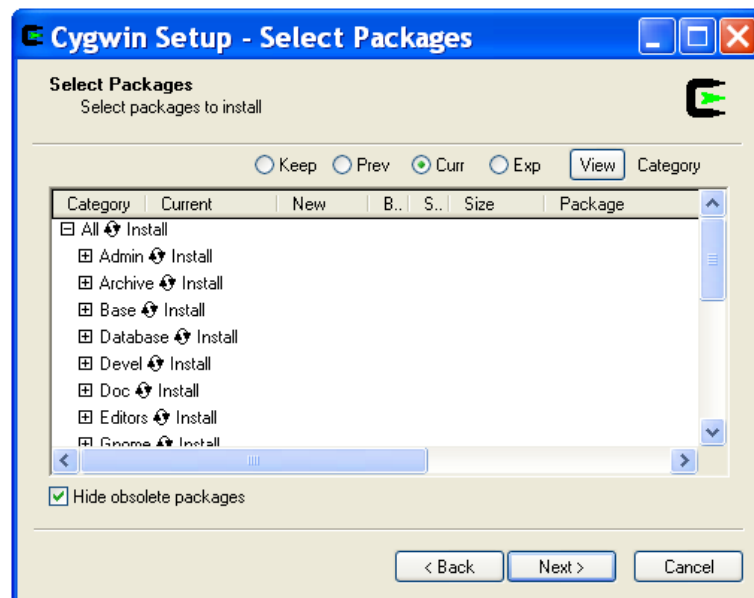 Cygwin Setup - Select Packages
Select Packages
Select packages to install
Keep Prev Curr Exp View Category
Category Current New B.. S.. Size Package
All Install
Admin Install
Archive Install
Base Install
Database Install
Devel Install
Doc Install
Editors Install
Gnome Install
Hide obsolete packages
< Back Next > Cancel